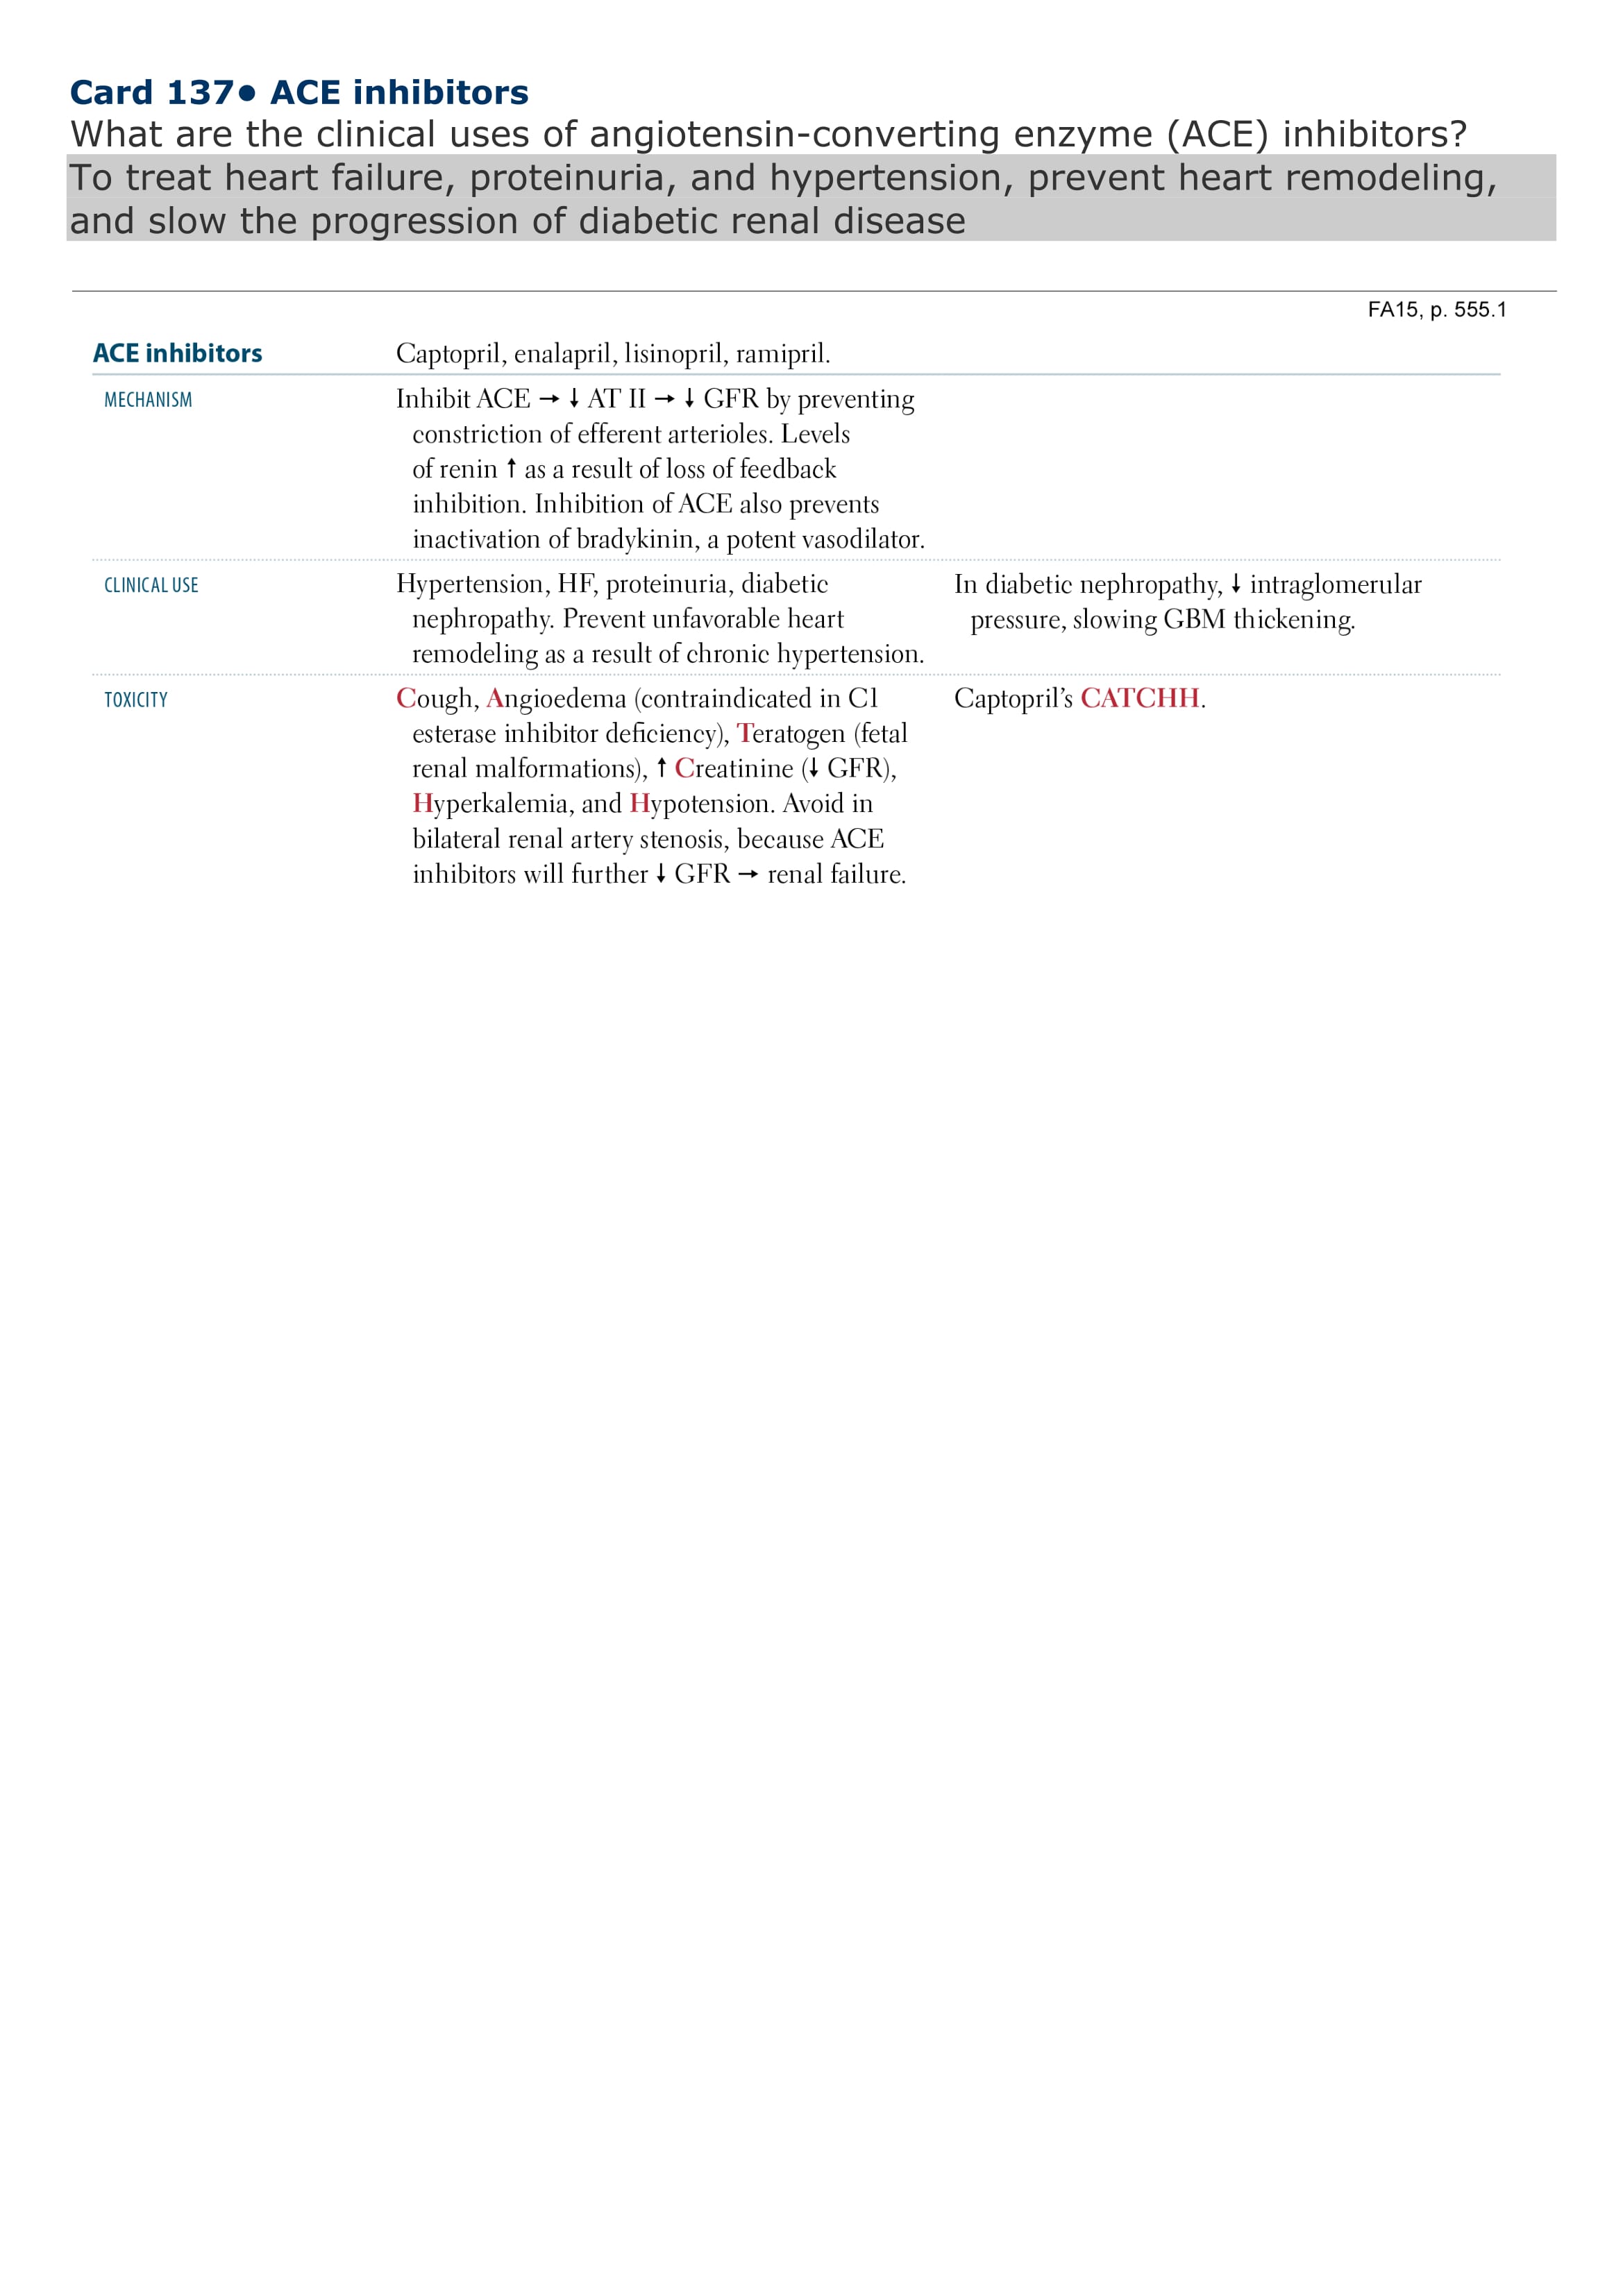 Card 137● ACE inhibitors
What are the clinical uses of angiotensin-converting enzyme (ACE) inhibitors?
To treat heart failure, proteinuria, and hypertension, prevent heart remodeling,
and slow the progression of diabetic renal disease
FA15, p. 555.1
ACE inhibitors Captopril, enalapril, lisinopril, ramipril.
MECHANISM Inhibit ACE → ↓ AT II → ↓ GFR by preventing
constriction of efferent arterioles. Levels
of renin ↑ as a result of loss of feedback
inhibition. Inhibition of ACE also prevents
inactivation of bradykinin, a potent vasodilator.
CLINICAL USE Hypertension, HF, proteinuria, diabetic
nephropathy. Prevent unfavorable heart
remodeling as a result of chronic hypertension.
In diabetic nephropathy, ↓ intraglomerular
pressure, slowing GBM thickening.
TOXICITY Cough, Angioedema (contraindicated in C1
esterase inhibitor deficiency), Teratogen (fetal
renal malformations), ↑ Creatinine (↓ GFR),
Hyperkalemia, and Hypotension. Avoid in
bilateral renal artery stenosis, because ACE
inhibitors will further ↓ GFR → renal failure.
Captopril's CATCHH.